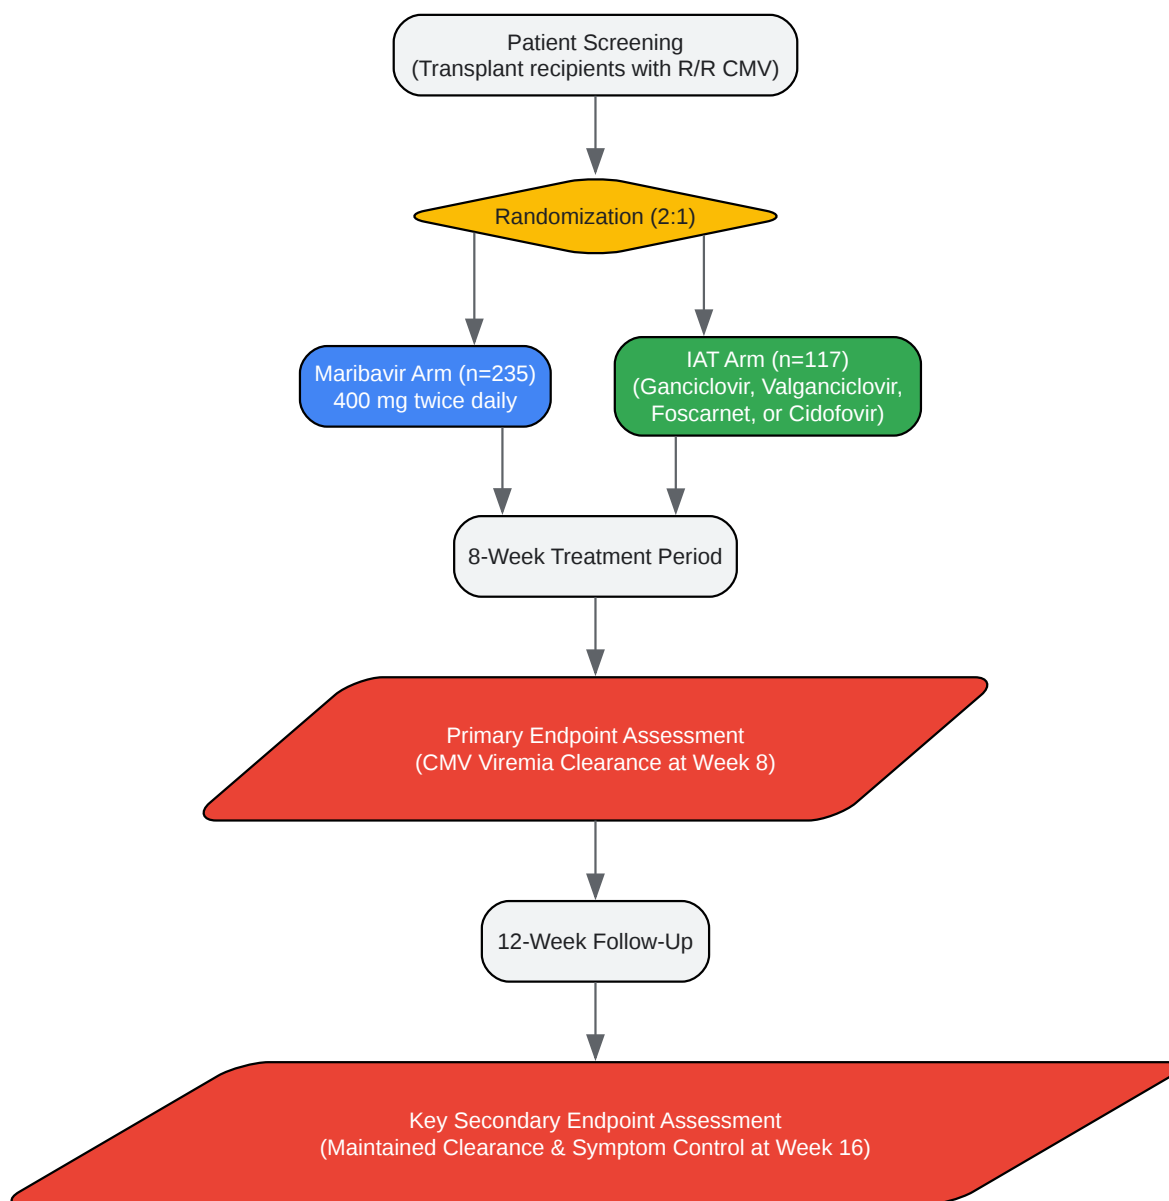 Patient Screening
(Transplant recipients with R/R CMV)
Randomization (2:1)
Maribavir Arm (n=235)
400 mg twice daily
IAT Arm (n=117)
(Ganciclovir, Valganciclovir,
Foscarnet, or Cidofovir)
8-Week Treatment Period
Primary Endpoint Assessment
(CMV Viremia Clearance at Week 8)
12-Week Follow-Up
Key Secondary Endpoint Assessment
(Maintained Clearance & Symptom Control at Week 16)